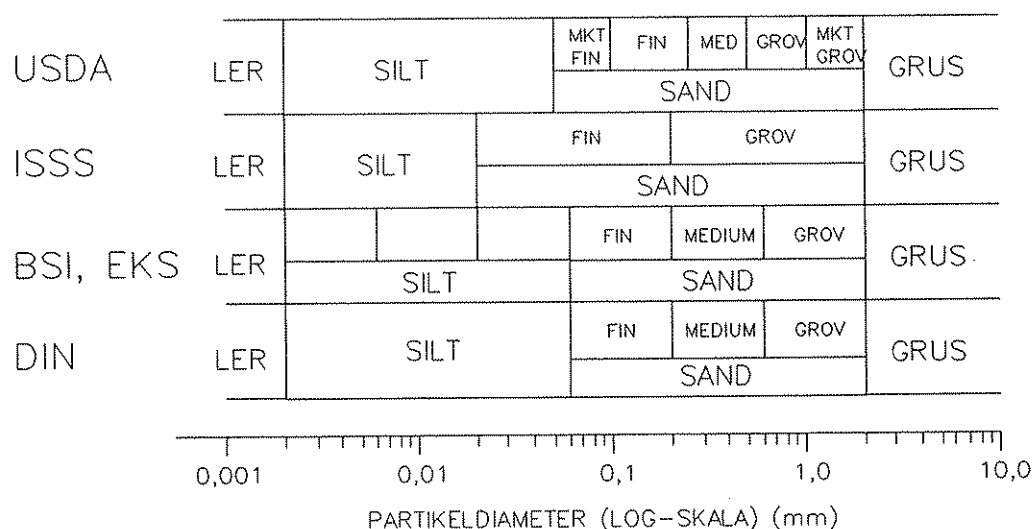 USDA LER SILT MKT FIN FIN MED GROV MKT GROV SAND GRUS
ISSS LER SILT FIN GROV SAND GRUS
BSI, EKS LER SILT FIN MEDIUM GROV SAND GRUS
DIN LER SILT FIN MEDIUM GROV SAND GRUS
0,001 0,01 0,1 1,0 10,0
PARTIKELDIAMETER (LOG-SKALA) (mm)